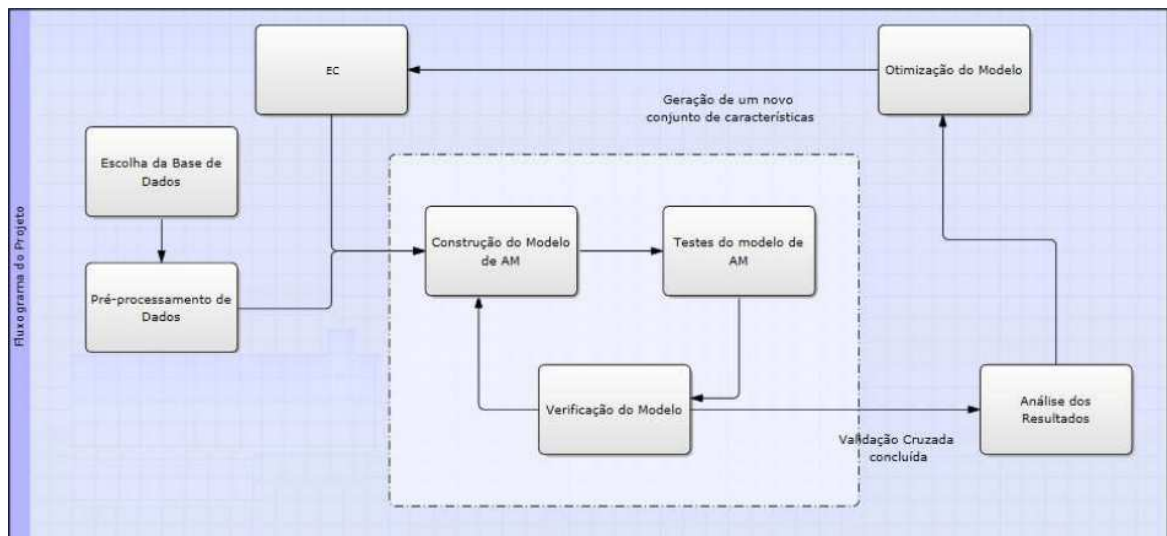 Fluxograma do Projeto
EC
Otimização do Modelo
Geração de um novo
conjunto de características
Escolha da Base de
Dados
Construção do Modelo
de AM
Testes do modelo de
AM
Pré-processamento de
Dados
Verificação do Modelo
Análise dos
Resultados
Validação Cruzada
concluída